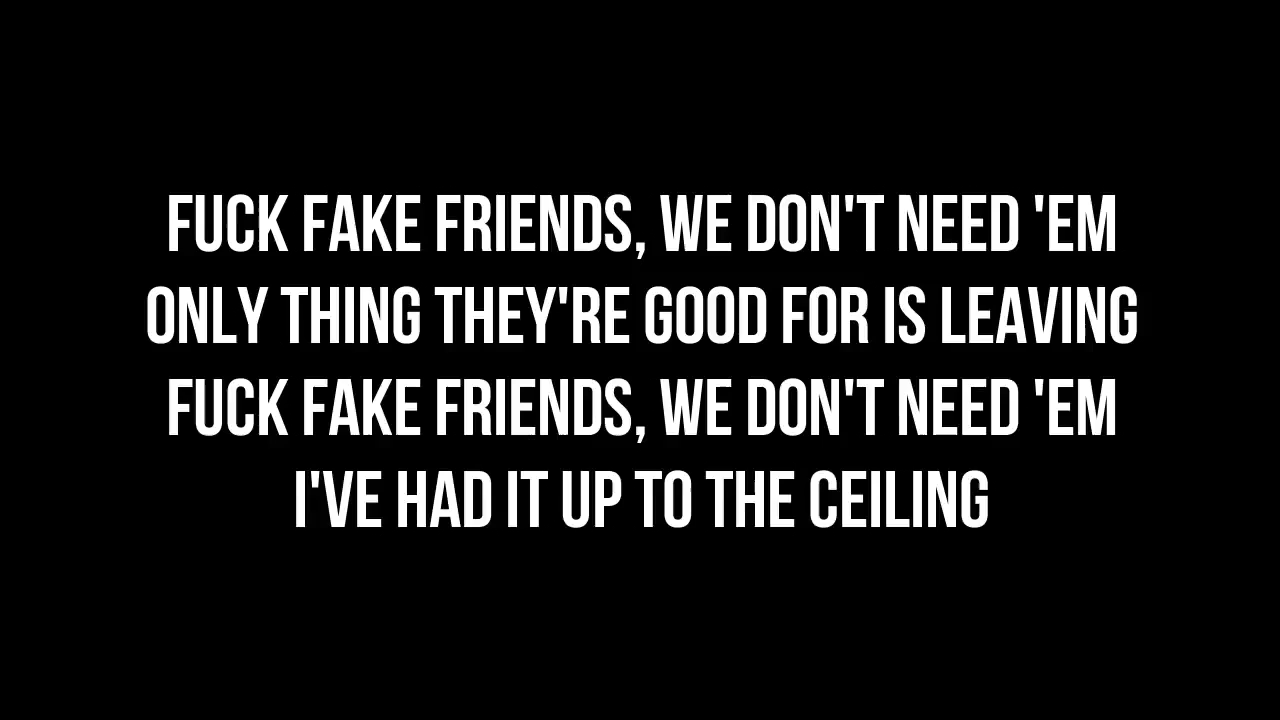 FUCK FAKE FRIENDS, WE DON'T NEED 'EM
ONLY THING THEY'RE GOOD FOR IS LEAVING
FUCK FAKE FRIENDS, WE DON'T NEED 'EM
I'VE HAD IT UP TO THE CEILING